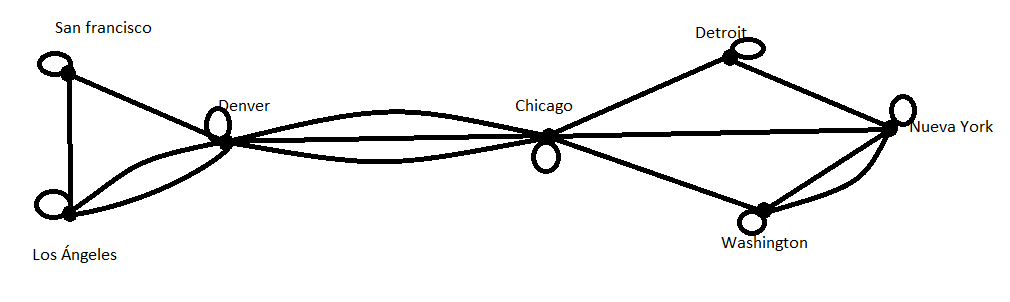 San francisco
Detroit
Denver
Chicago
Nueva York
Washington
Los Ángeles